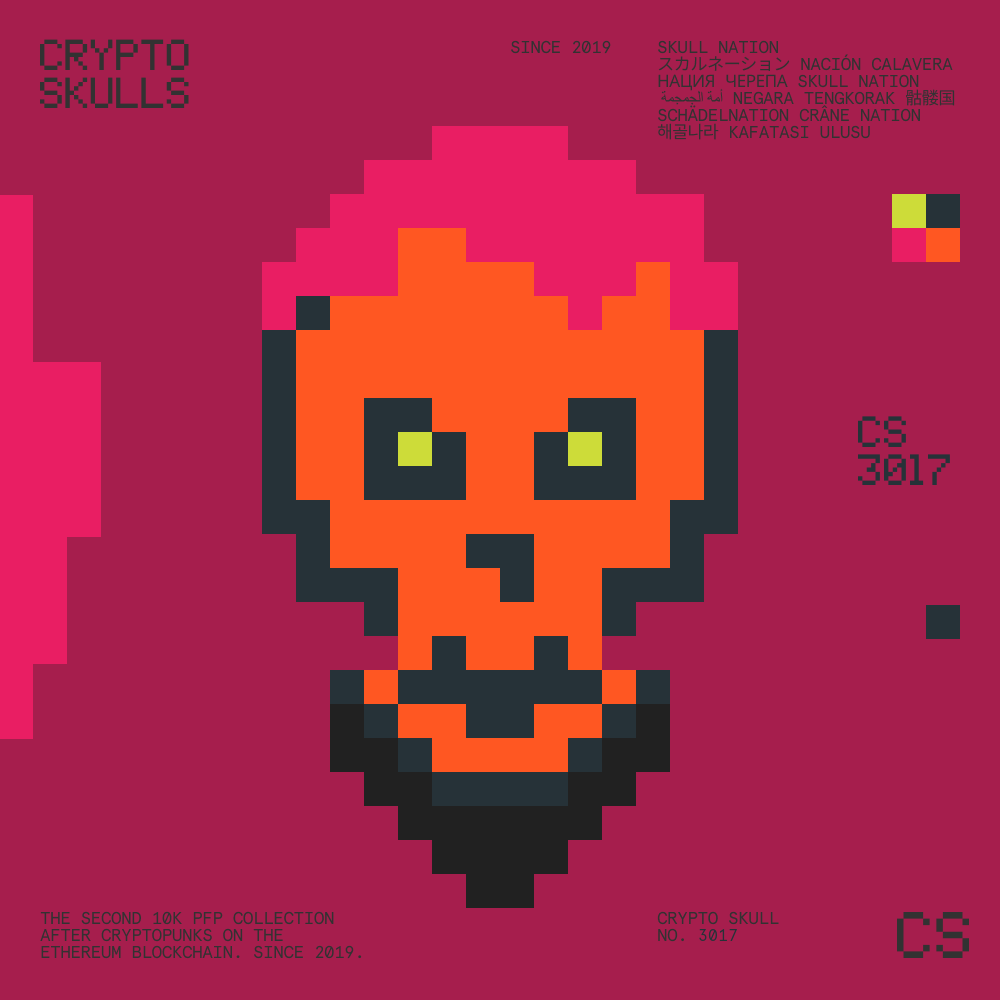 CRYPTO
SKULLS
SINCE 2019
SKULL NATION
スカルネーション NACIÓN CALAVERA
НАЦИЯ ЧЕРЕПА SKULL NATION
أمة الجمجمة NEGARA TENGKORAK 骷髅国
SCHÄDELNATION CRÂNE NATION
해골나라 KAFATASI ULUSU
CS
3017
THE SECOND 10K PFP COLLECTION
AFTER CRYPTOPUNKS ON THE
ETHEREUM BLOCKCHAIN. SINCE 2019.
CRYPTO SKULL
NO. 3017
CS